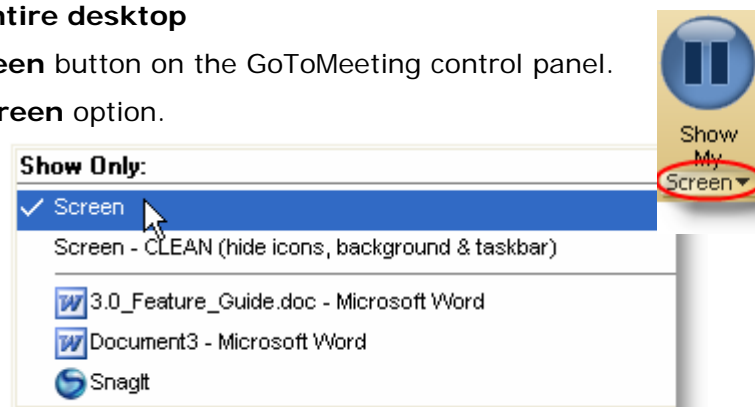 ntire desktop
een button on the GoToMeeting control panel.
reen option.
Show
My
Screen
Show Only:
Screen
Screen - CLEAN (hide icons, background & taskbar)
3.0_Feature_Guide.doc - Microsoft Word
Document3 - Microsoft Word
SnagIt